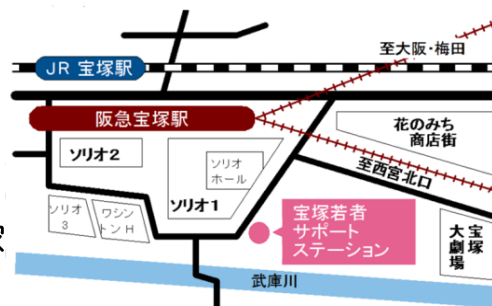 至大阪・梅田
JR 宝塚駅
阪急宝塚駅
花のみち
商店街
ソリオ2
ソリオ
ホール
至西宮北口
ソリオ1
ソリオ
3
ワシン
トンH
宝塚若者
サポート
ステーション
宝塚
大劇場
武庫川